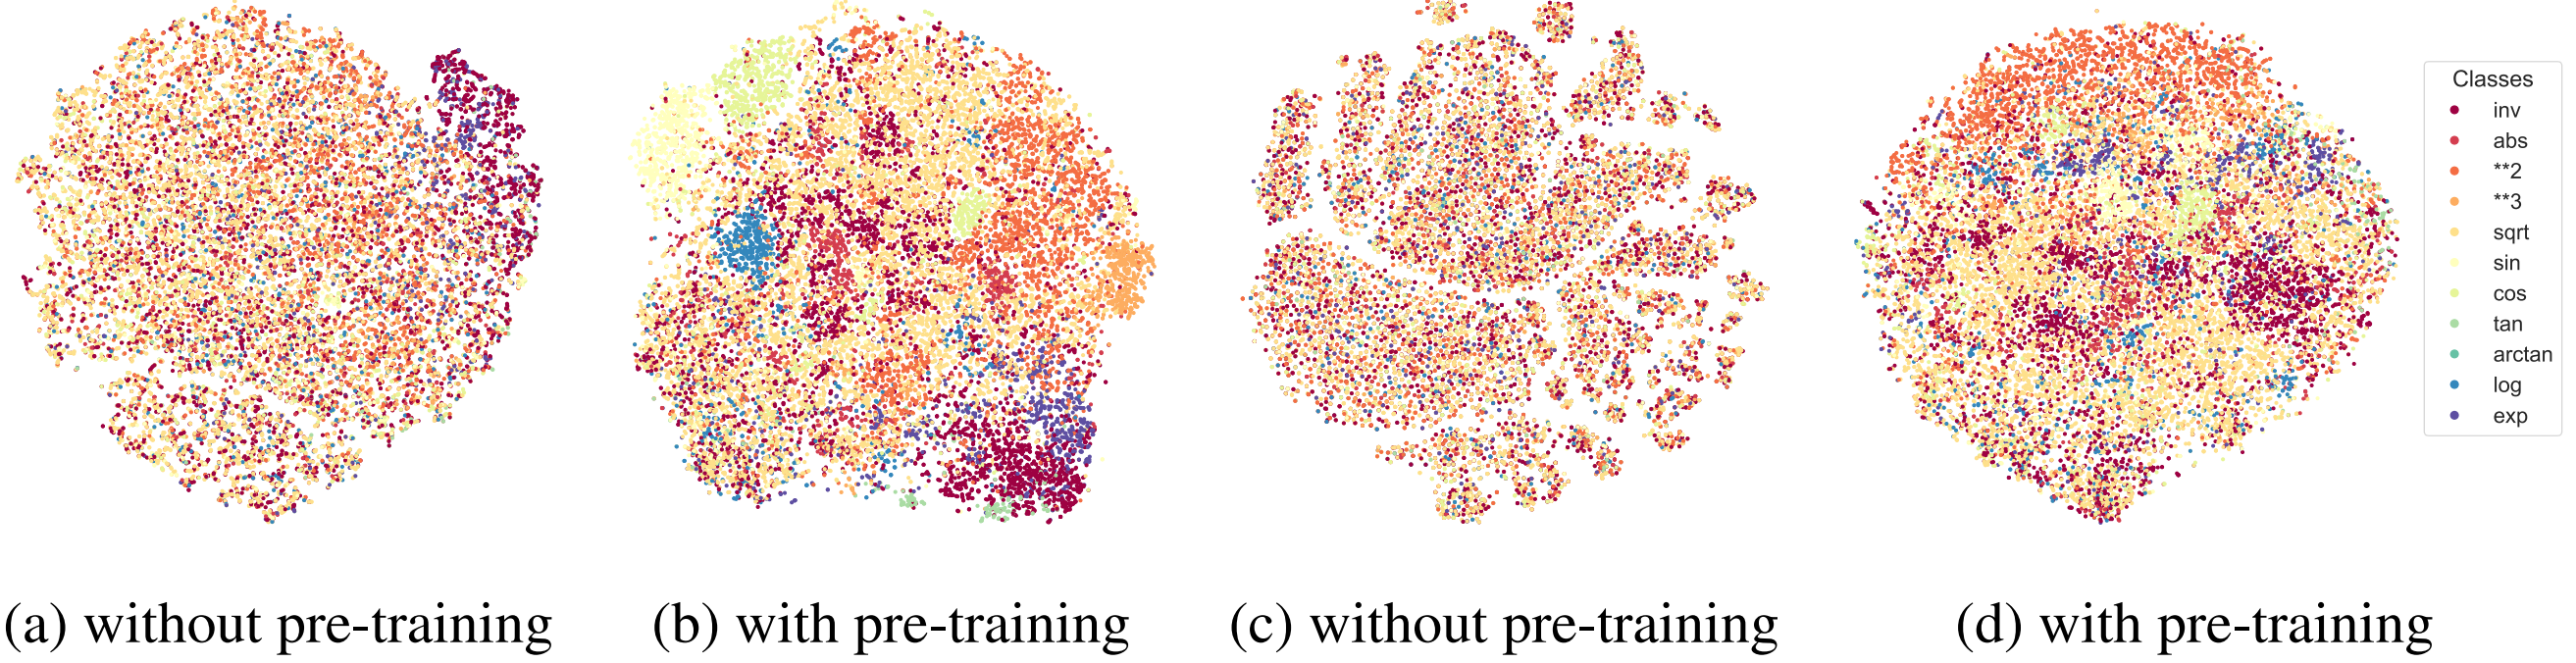 Classes
inv
abs
**2
**3
sqrt
sin
cos
tan
arctan
log
exp
(a) without pre-training
(b) with pre-training
(c) without pre-training
(d) with pre-training